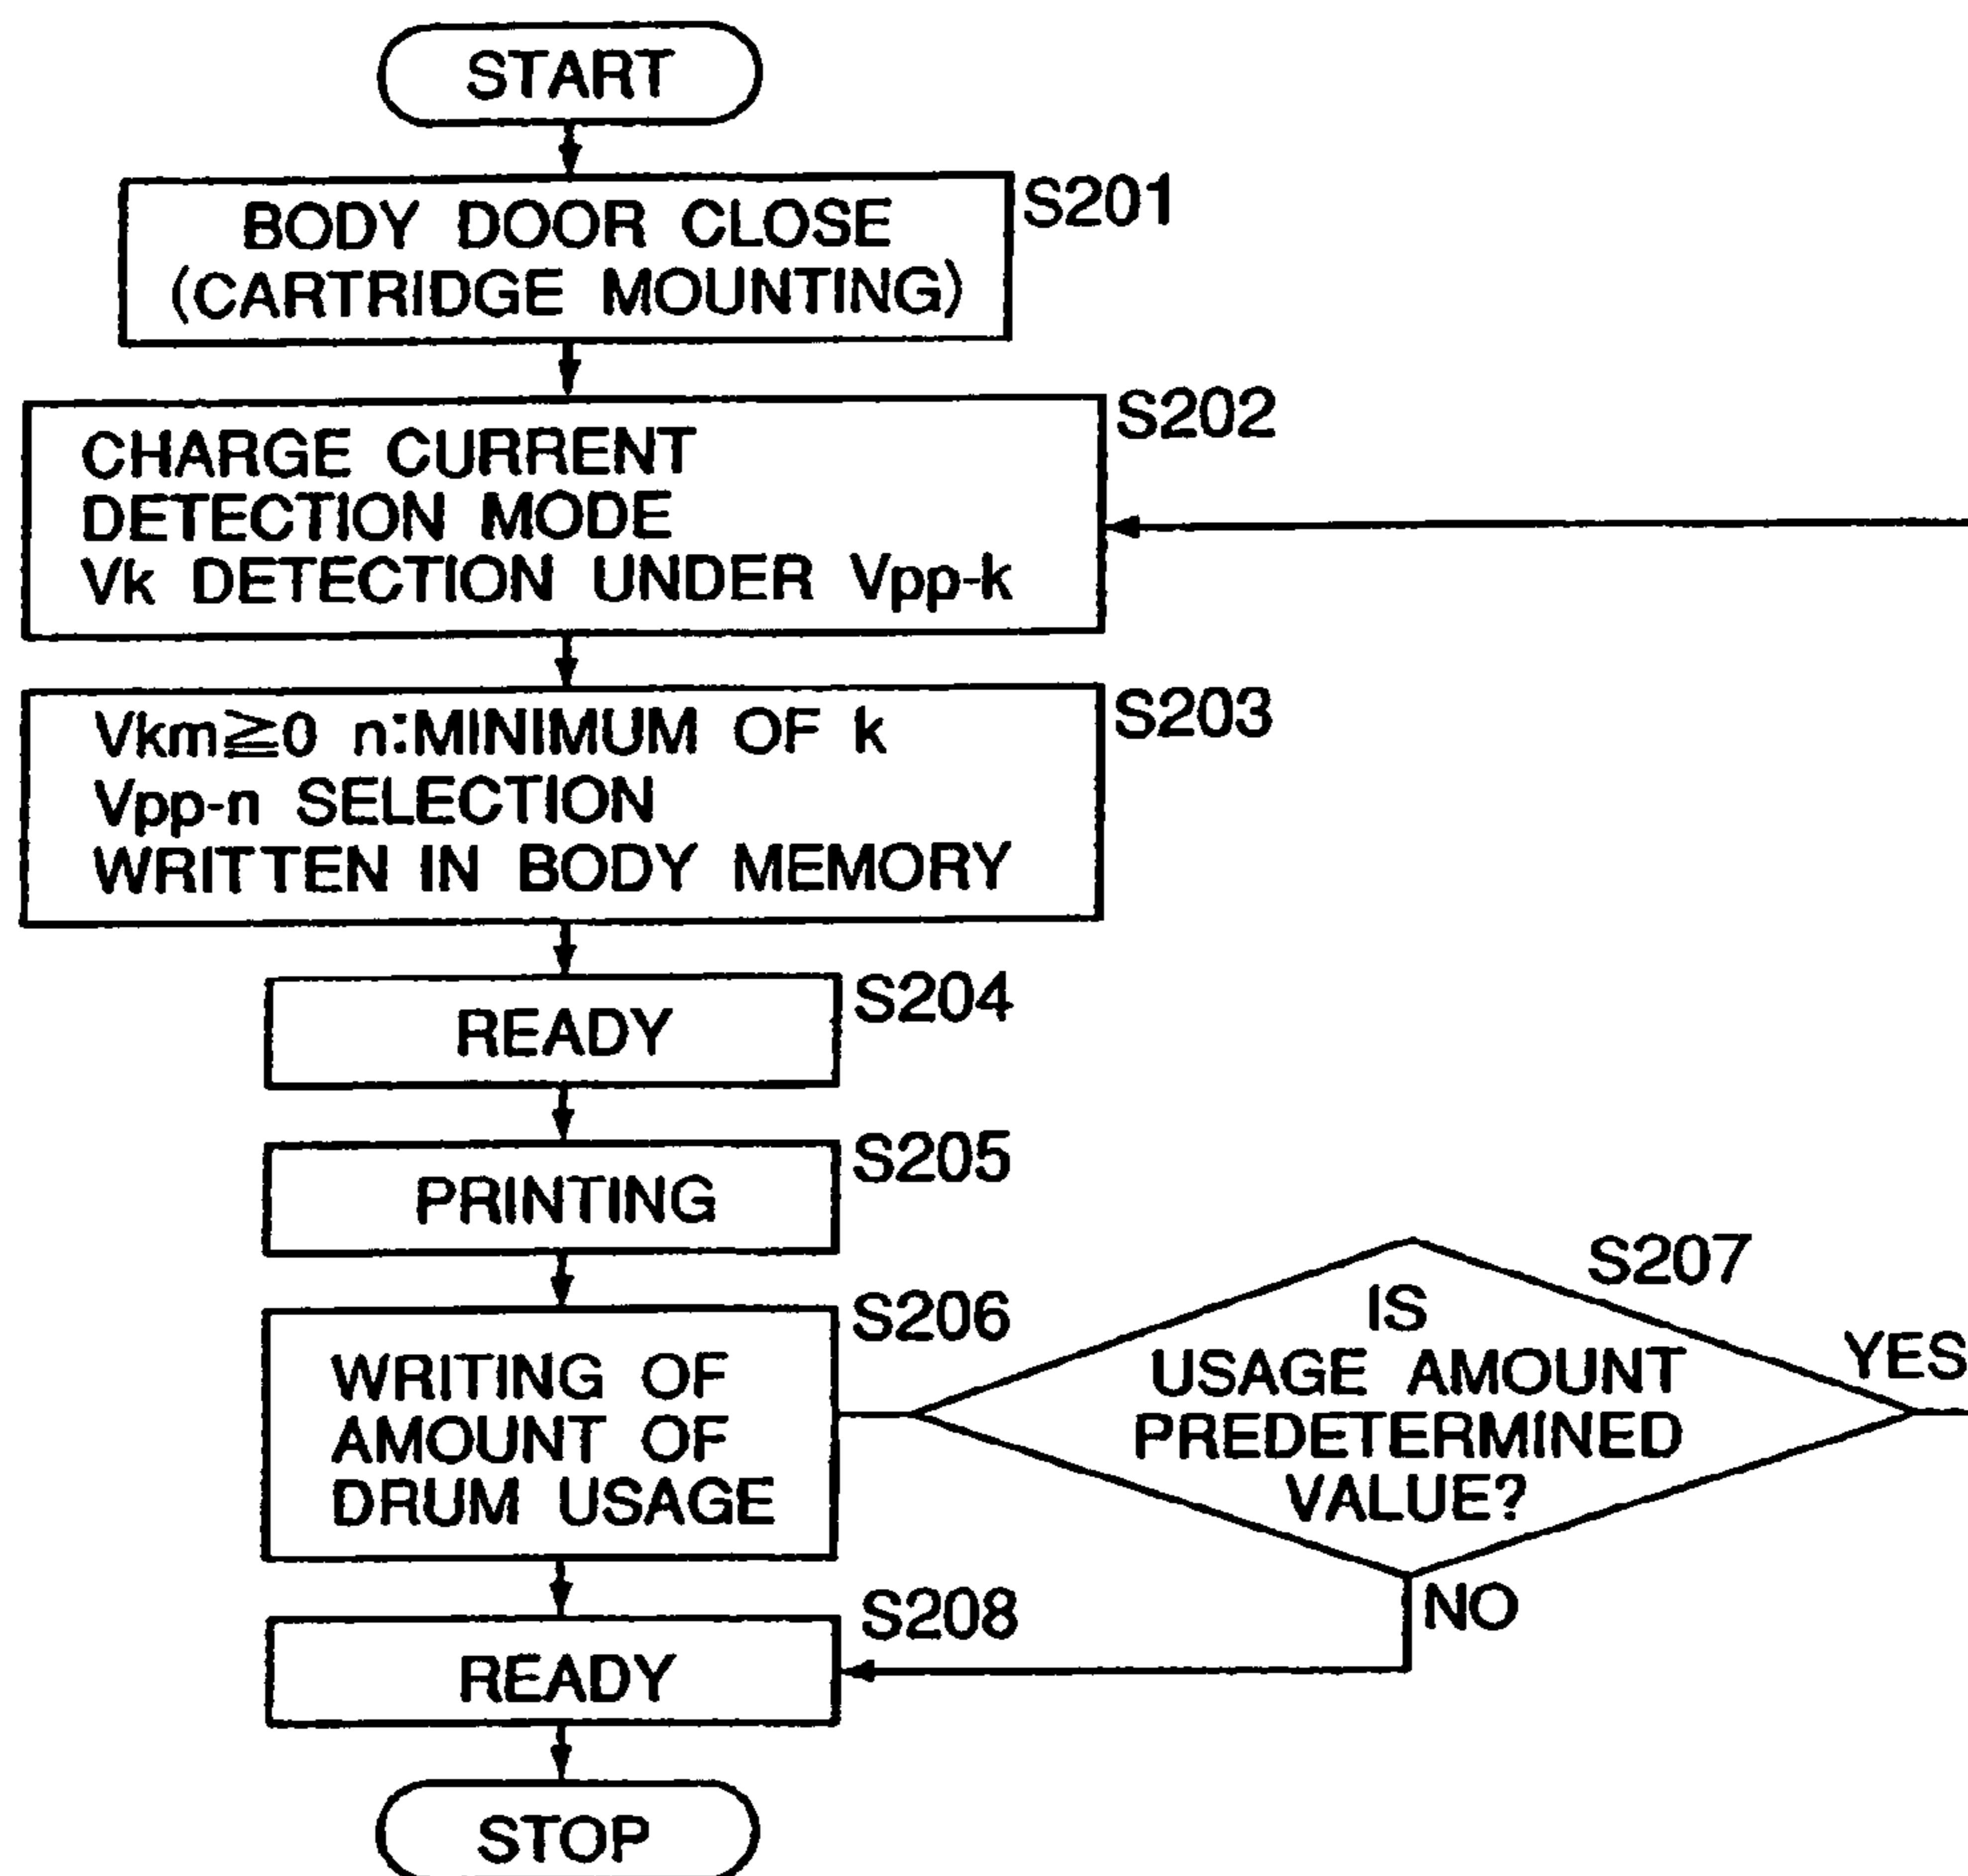 START
S201
BODY DOOR CLOSE
(CARTRIDGE MOUNTING)
S202
CHARGE CURRENT
DETECTION MODE
Vk DETECTION UNDER Vpp-k
S203
Vkm≧0 n:MINIMUM OF k
Vpp-n SELECTION
WRITTEN IN BODY MEMORY
S204
READY
S205
PRINTING
S206
WRITING OF
AMOUNT OF
DRUM USAGE
S207
IS
USAGE AMOUNT
PREDETERMINED
VALUE?
YES
NO
S208
READY
STOP